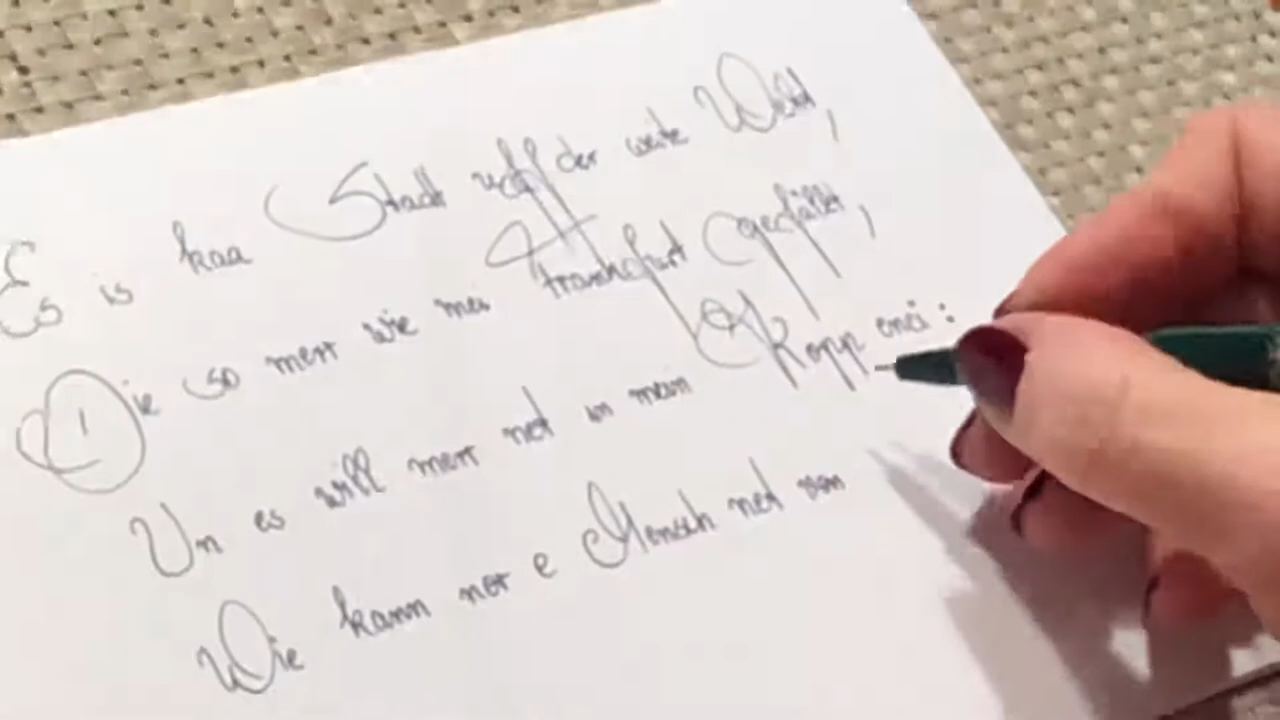 Es is kaa Stadt uff der weite Welt,
Die so merr wie mei Frankfurt gefällt,
Un es will merr net in mein Kopp enei:
Wie kann nor e Mensch net von